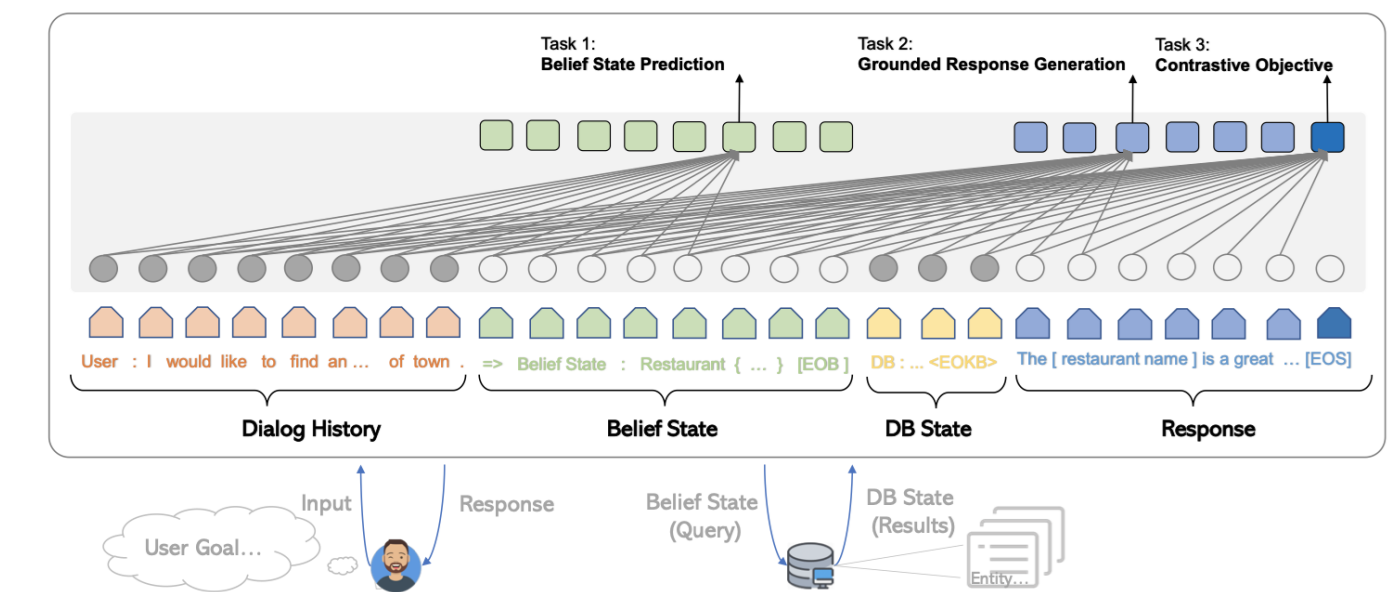 Task 1:
Belief State Prediction
Task 2:
Grounded Response Generation
Task 3:
Contrastive Objective
User : I would like to find an ... of town .
=> Belief State : Restaurant { ... } [EOB ]
DB : ... <EOKB>
The [ restaurant name ] is a great ... [EOS]
Dialog History
Belief State
DB State
Response
Input
Response
Belief State
(Query)
DB State
(Results)
User Goal...
Entity...